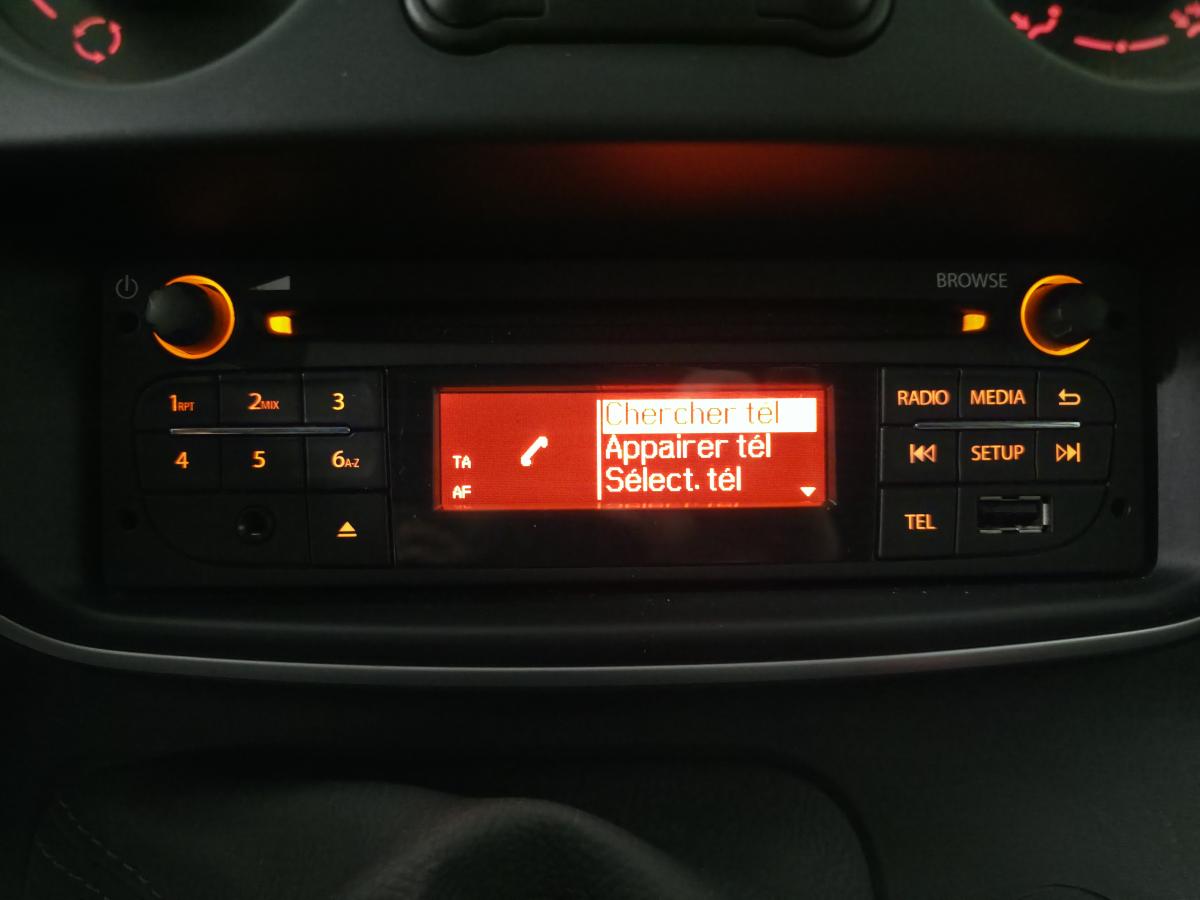 BROWSE
1RPT 2MIX 3
4 5 6A-Z
TA
AF
Chercher tél
Appairer tél
Sélect. tél
RADIO MEDIA
SETUP
TEL